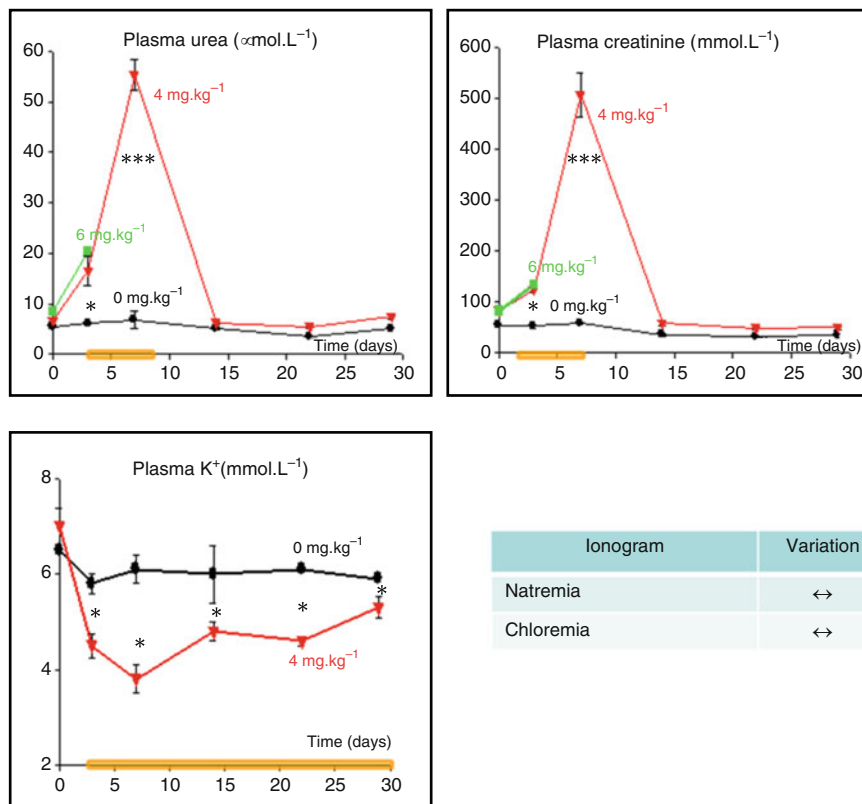 Plasma urea (∝mol.L⁻¹)
60
50
40
30
20
10
0
4 mg.kg⁻¹
***
6 mg.kg⁻¹
*
0 mg.kg⁻¹
Time (days)
0 5 10 15 20 25 30
Plasma creatinine (mmol.L⁻¹)
600
500
400
300
200
100
0
4 mg.kg⁻¹
***
6 mg.kg⁻¹
*
0 mg.kg⁻¹
Time (days)
0 5 10 15 20 25 30
Plasma K⁺(mmol.L⁻¹)
8
6
4
2
0 mg.kg⁻¹
* * * * *
4 mg.kg⁻¹
Time (days)
0 5 10 15 20 25 30
Ionogram Variation
Natremia ↔
Chloremia ↔